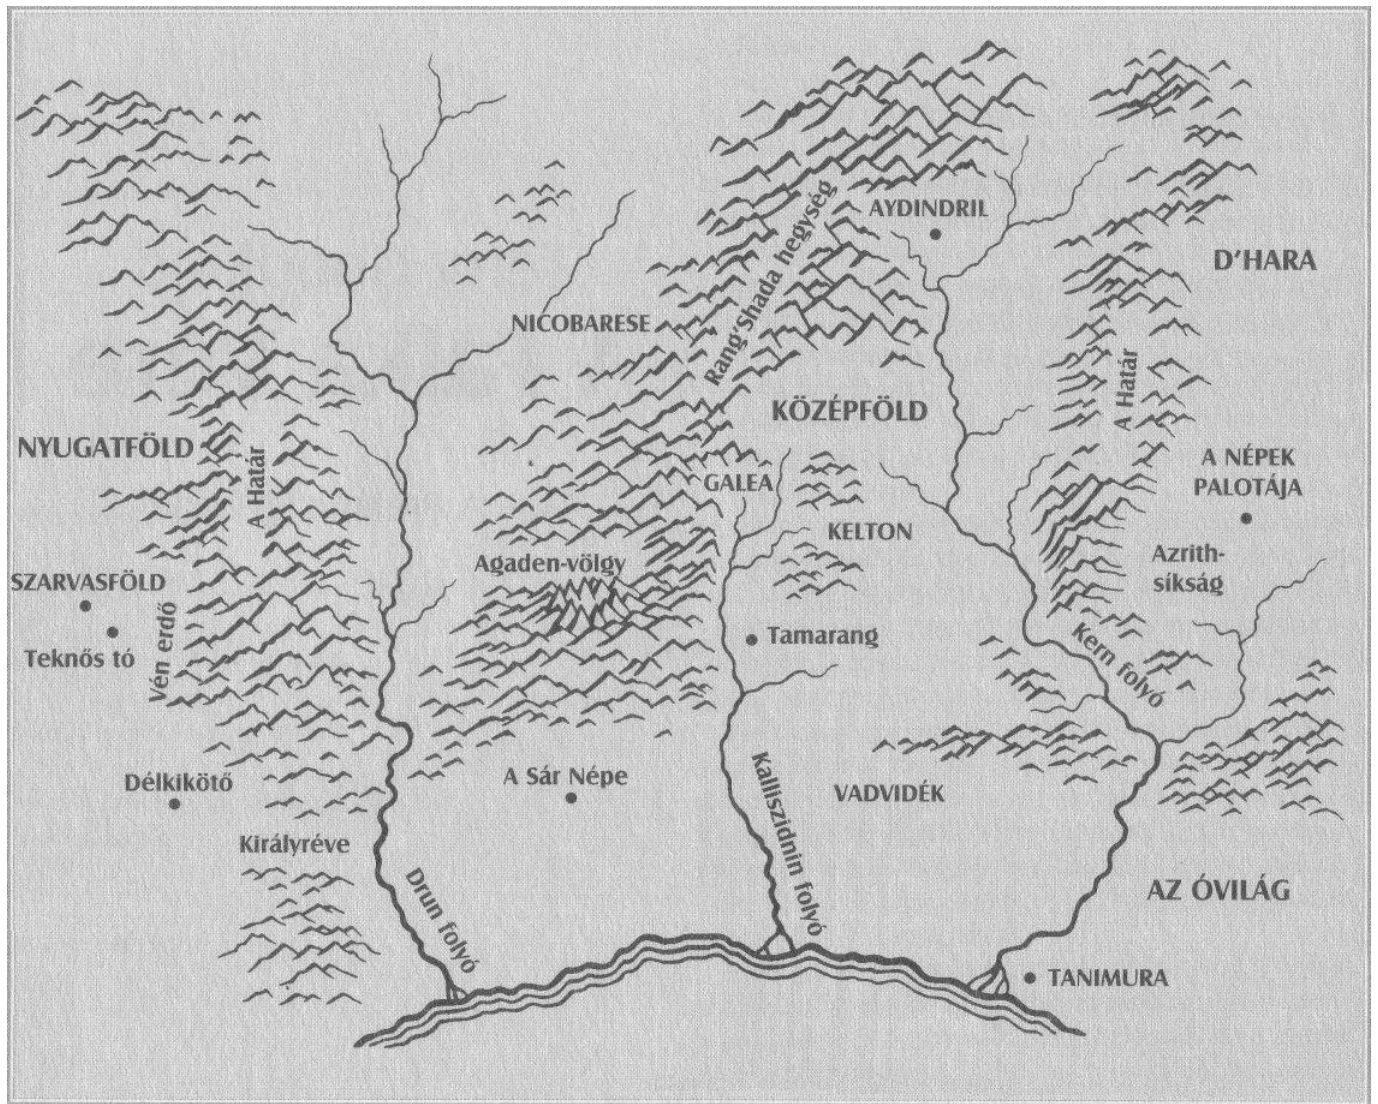 AYDINDRIL
D'HARA
Rang'Shada hegység
NICOBARESE
KÖZÉPFÖLD
A Határ
NYUGATFÖLD
A Határ
A NÉPEK
PALOTÁJA
GALEA
KELTON
Agaden-völgy
Azrith-
síkság
SZARVASFÖLD
Teknős tó
Vén erdő
Tamarang
Kern folyó
Délkikötő
A Sár Népe
Kalliszidnin folyó
VADVIDÉK
Királyréve
Drun folyó
AZ ÓVILÁG
TANIMURA